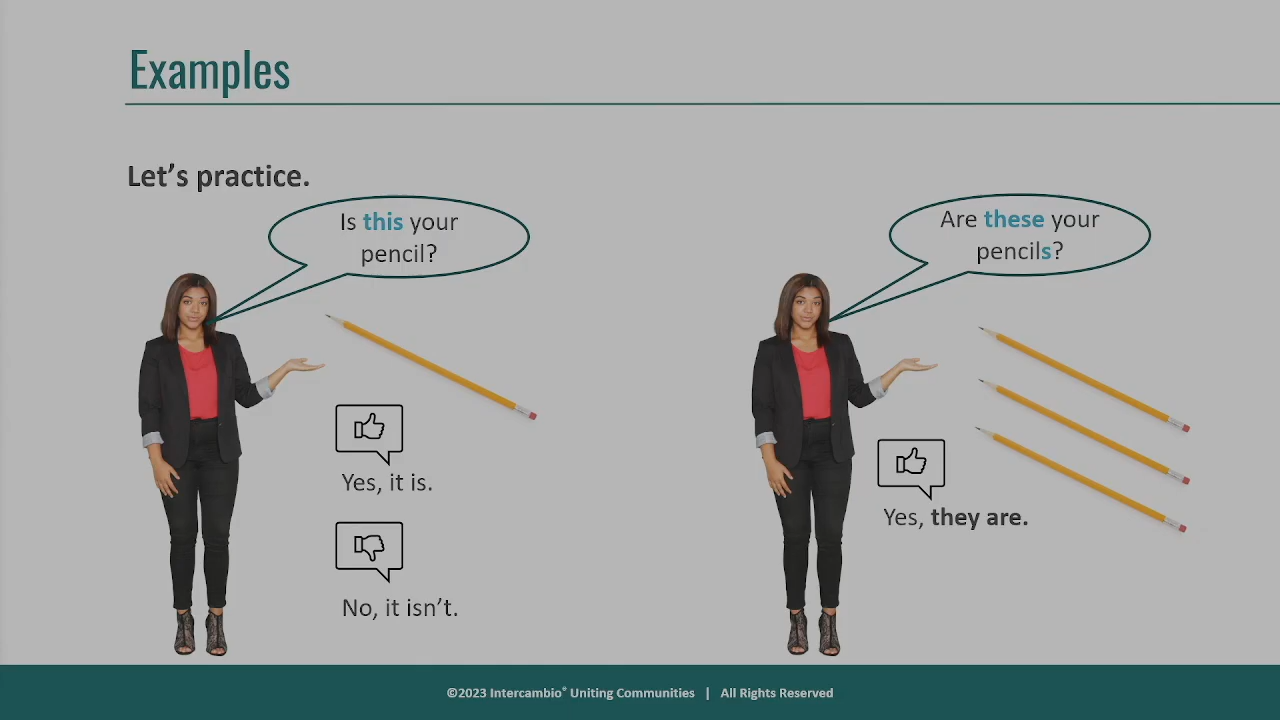 Examples
Let’s practice.
Is this your
pencil?
Yes, it is.
No, it isn’t.
Are these your
pencils?
Yes, they are.
©2023 Intercambio® Uniting Communities | All Rights Reserved